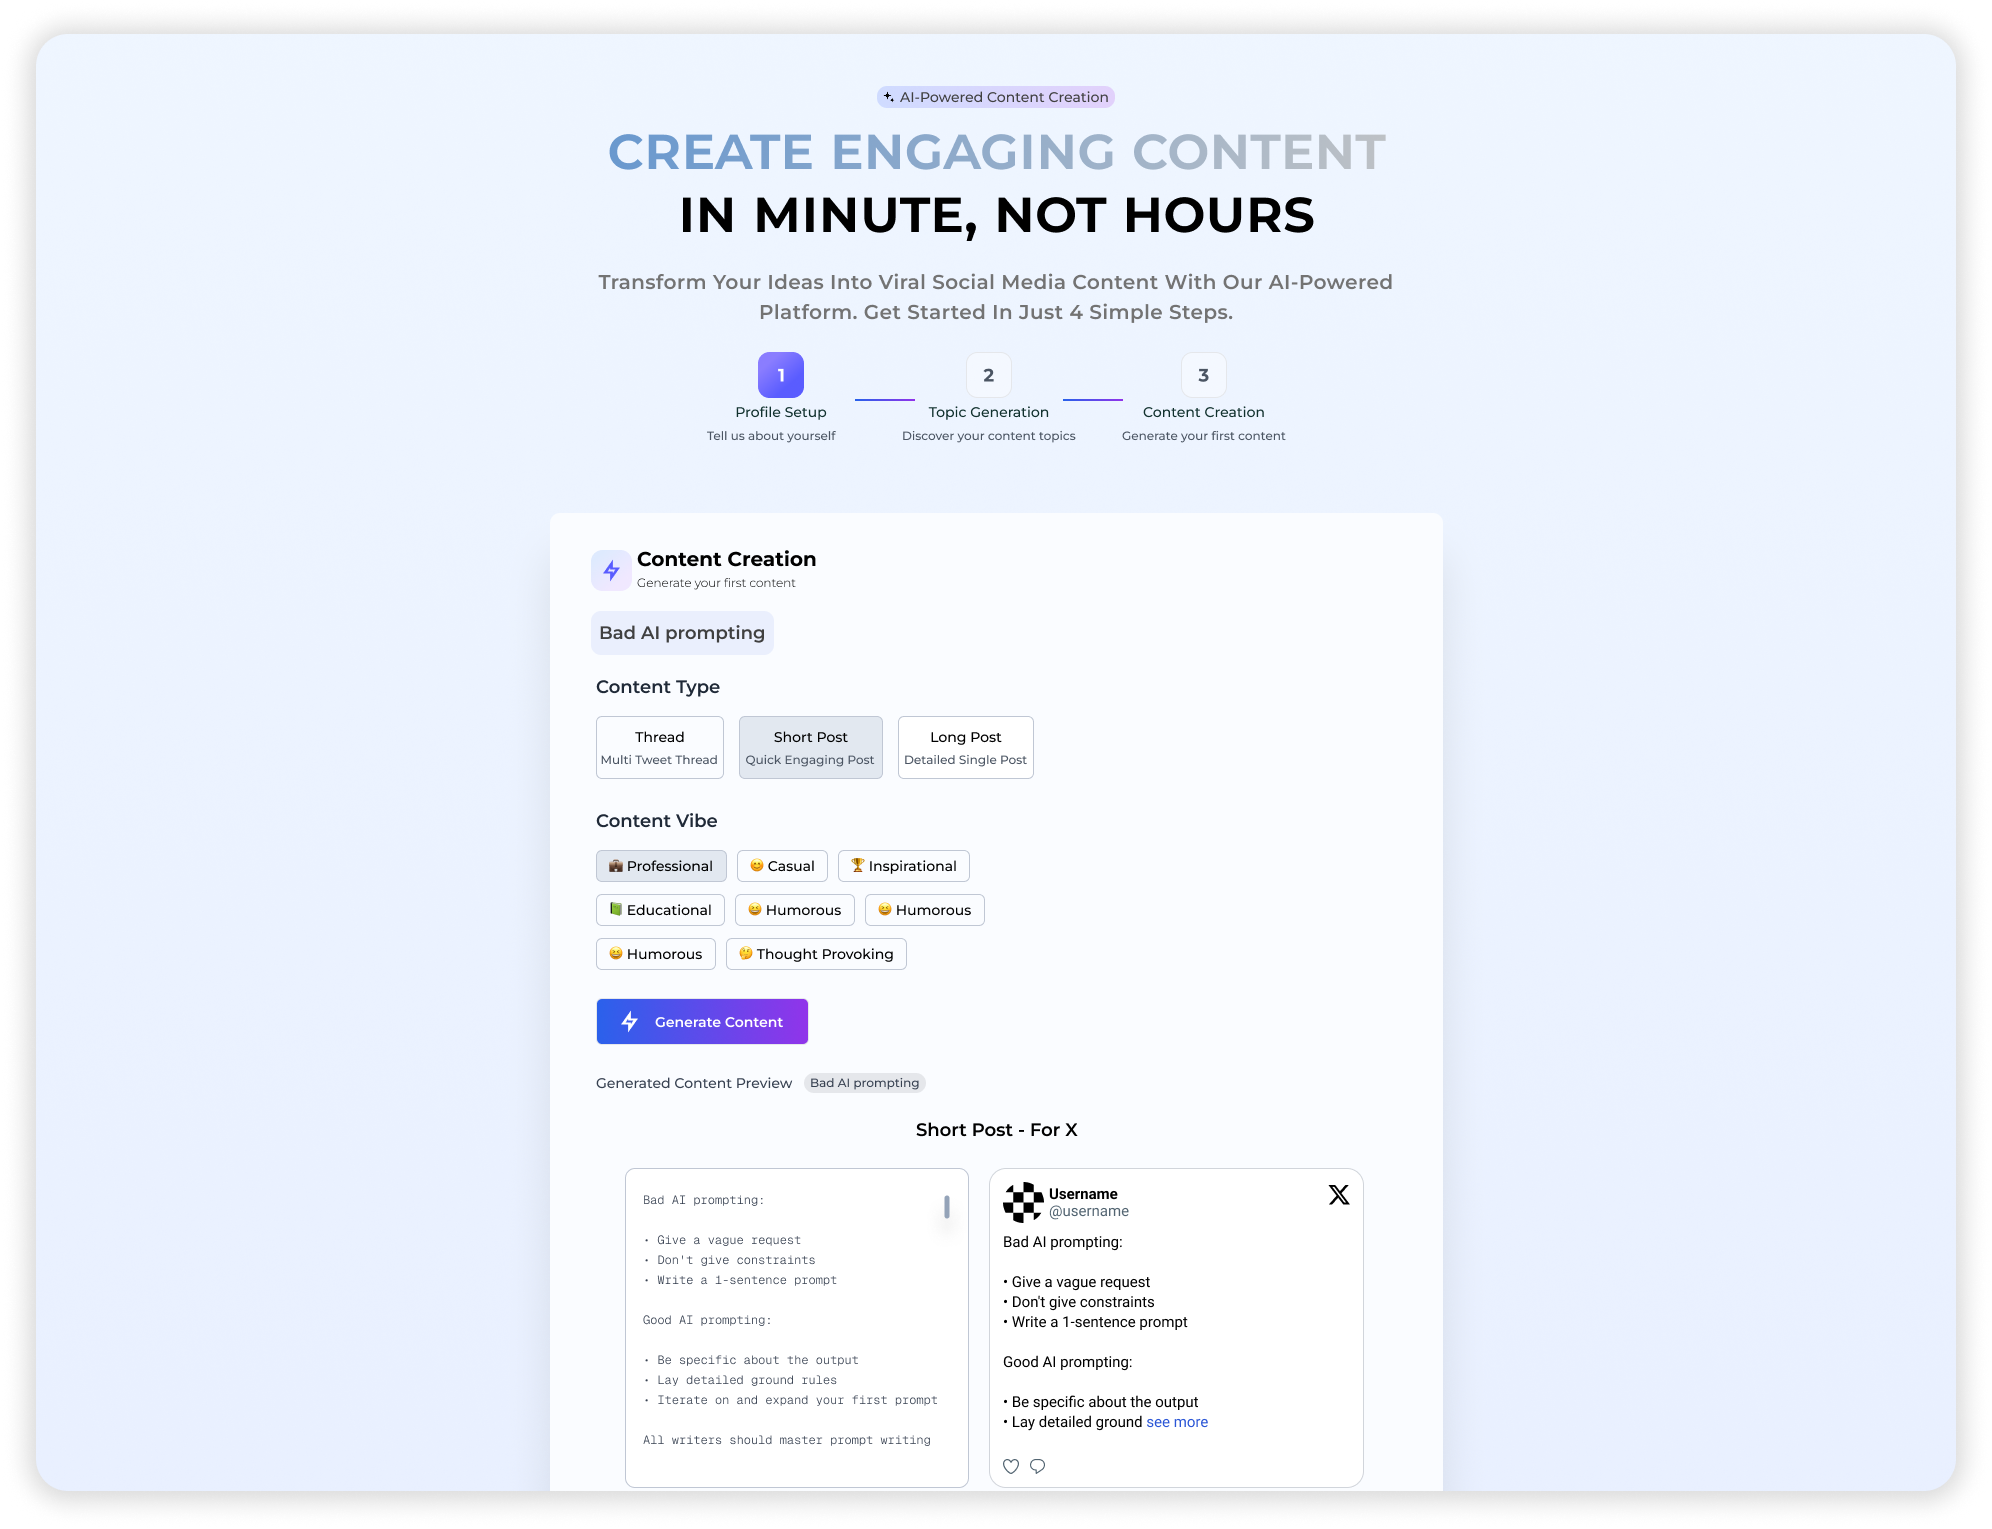 AI-Powered Content Creation
CREATE ENGAGING CONTENT
IN MINUTE, NOT HOURS
Transform Your Ideas Into Viral Social Media Content With Our AI-Powered
Platform. Get Started In Just 4 Simple Steps.
1
Profile Setup
Tell us about yourself
2
Topic Generation
Discover your content topics
3
Content Creation
Generate your first content
Content Creation
Generate your first content
Bad AI prompting
Content Type
Thread
Multi Tweet Thread
Short Post
Quick Engaging Post
Long Post
Detailed Single Post
Content Vibe
💼 Professional
😊 Casual
🏆 Inspirational
📗 Educational
😆 Humorous
😆 Humorous
😆 Humorous
🤔 Thought Provoking
Generate Content
Generated Content Preview
Bad AI prompting
Short Post - For X
Bad AI prompting:
• Give a vague request
• Don't give constraints
• Write a 1-sentence prompt
Good AI prompting:
• Be specific about the output
• Lay detailed ground rules
• Iterate on and expand your first prompt
All writers should master prompt writing
Username
@username
Bad AI prompting:
• Give a vague request
• Don't give constraints
• Write a 1-sentence prompt
Good AI prompting:
• Be specific about the output
• Lay detailed ground see more